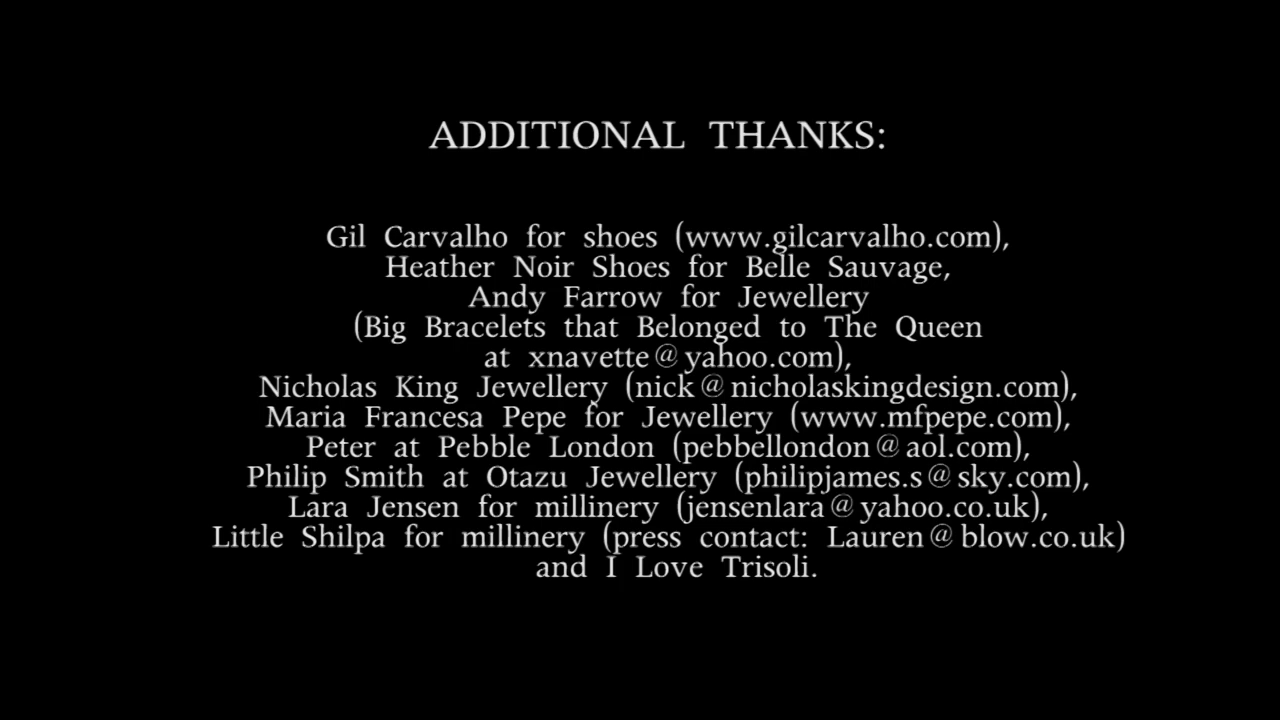 ADDITIONAL THANKS:
Gil Carvalho for shoes (www.gilcarvalho.com),
Heather Noir Shoes for Belle Sauvage,
Andy Farrow for Jewellery
(Big Bracelets that Belonged to The Queen
at xnavette@yahoo.com),
Nicholas King Jewellery (nick@nicholaskingdesign.com),
Maria Francesa Pepe for Jewellery (www.mfpepe.com),
Peter at Pebble London (pebbellondon@aol.com),
Philip Smith at Otazu Jewellery (philipjames.s@sky.com),
Lara Jensen for millinery (jensenlara@yahoo.co.uk),
Little Shilpa for millinery (press contact: Lauren@blow.co.uk)
and I Love Trisoli.